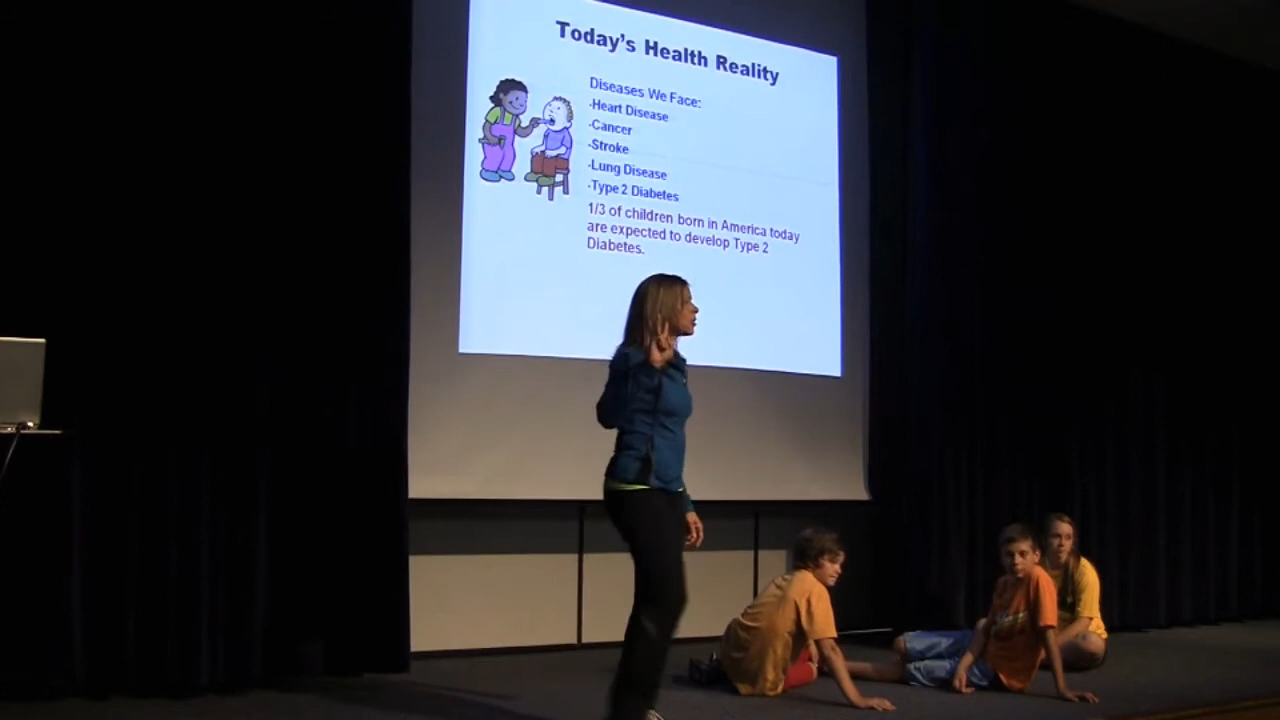 Today's Health Reality
Diseases We Face:
-Heart Disease
-Cancer
-Stroke
-Lung Disease
-Type 2 Diabetes
1/3 of children born in America today
are expected to develop Type 2
Diabetes.